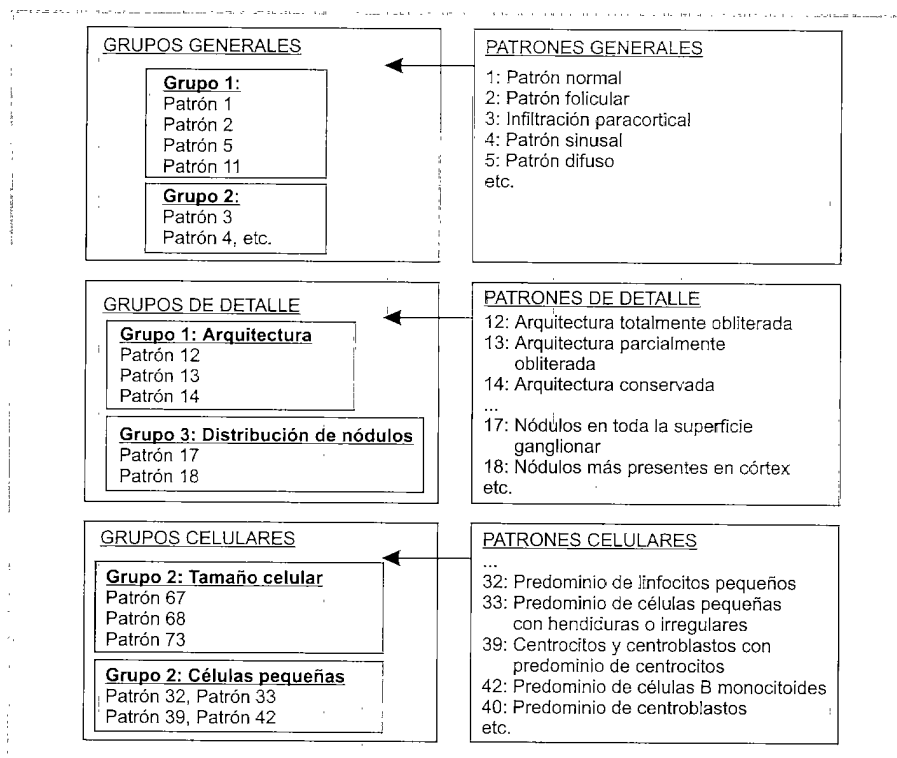 GRUPOS GENERALES
Grupo 1:
Patrón 1
Patrón 2
Patrón 5
Patrón 11
Grupo 2:
Patrón 3
Patrón 4, etc.
PATRONES GENERALES
1: Patrón normal
2: Patrón folicular
3: Infiltración paracortical
4: Patrón sinusal
5: Patrón difuso
etc.
GRUPOS DE DETALLE
Grupo 1: Arquitectura
Patrón 12
Patrón 13
Patrón 14
Grupo 3: Distribución de nódulos
Patrón 17
Patrón 18
PATRONES DE DETALLE
12: Arquitectura totalmente obliterada
13: Arquitectura parcialmente
obliterada
14: Arquitectura conservada
...
17: Nódulos en toda la superficie
ganglionar
18: Nódulos más presentes en córtex
etc.
GRUPOS CELULARES
Grupo 2: Tamaño celular
Patrón 67
Patrón 68
Patrón 73
Grupo 2: Células pequeñas
Patrón 32, Patrón 33
Patrón 39, Patrón 42
PATRONES CELULARES
...
32: Predominio de linfocitos pequeños
33: Predominio de células pequeñas
con hendiduras o irregulares
39: Centrocitos y centroblastos con
predominio de centrocitos
42: Predominio de células B monocitoides
40: Predominio de centroblastos
etc.